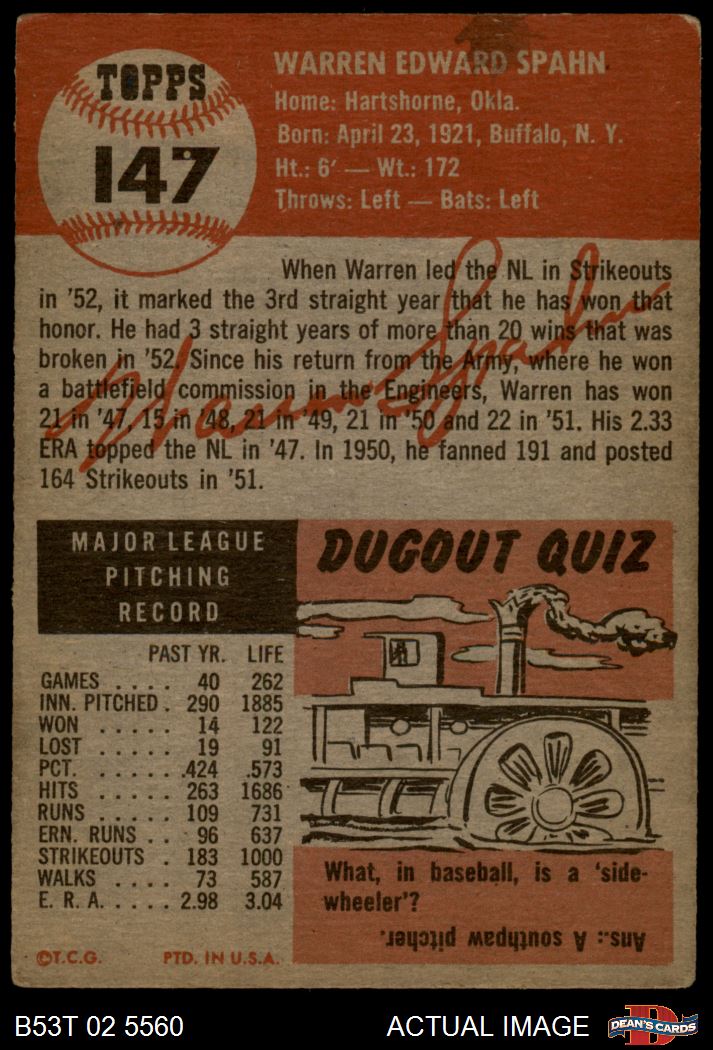 TOPPS
147
WARREN EDWARD SPAHN
Home: Hartshorne, Okla.
Born: April 23, 1921, Buffalo, N. Y.
Ht.: 6' — Wt.: 172
Throws: Left — Bats: Left
When Warren led the NL in Strikeouts
in '52, it marked the 3rd straight year that he has won that
honor. He had 3 straight years of more than 20 wins that was
broken in '52. Since his return from the Army, where he won
a battlefield commission in the Engineers, Warren has won
21 in '47, 15 in '48, 21 in '49, 21 in '50 and 22 in '51. His 2.33
ERA topped the NL in '47. In 1950, he fanned 191 and posted
164 Strikeouts in '51.
Warren Spahn
MAJOR LEAGUE
PITCHING
RECORD
PAST YR. LIFE
GAMES . . . . 40 262
INN. PITCHED . 290 1885
WON . . . . . 14 122
LOST . . . . . 19 91
PCT. . . . . . .424 .573
HITS . . . . . 263 1686
RUNS . . . . . 109 731
ERN. RUNS . . 96 637
STRIKEOUTS . 183 1000
WALKS . . . . 73 587
E. R. A. . . . . . 2.98 3.04
©T.C.G. PTD. IN U.S.A.
DUGOUT QUIZ
What, in baseball, is a 'side-
wheeler'?
Ans.: A southpaw pitcher.
B53T 02 5560
ACTUAL IMAGE
D
DEAN'S CARDS